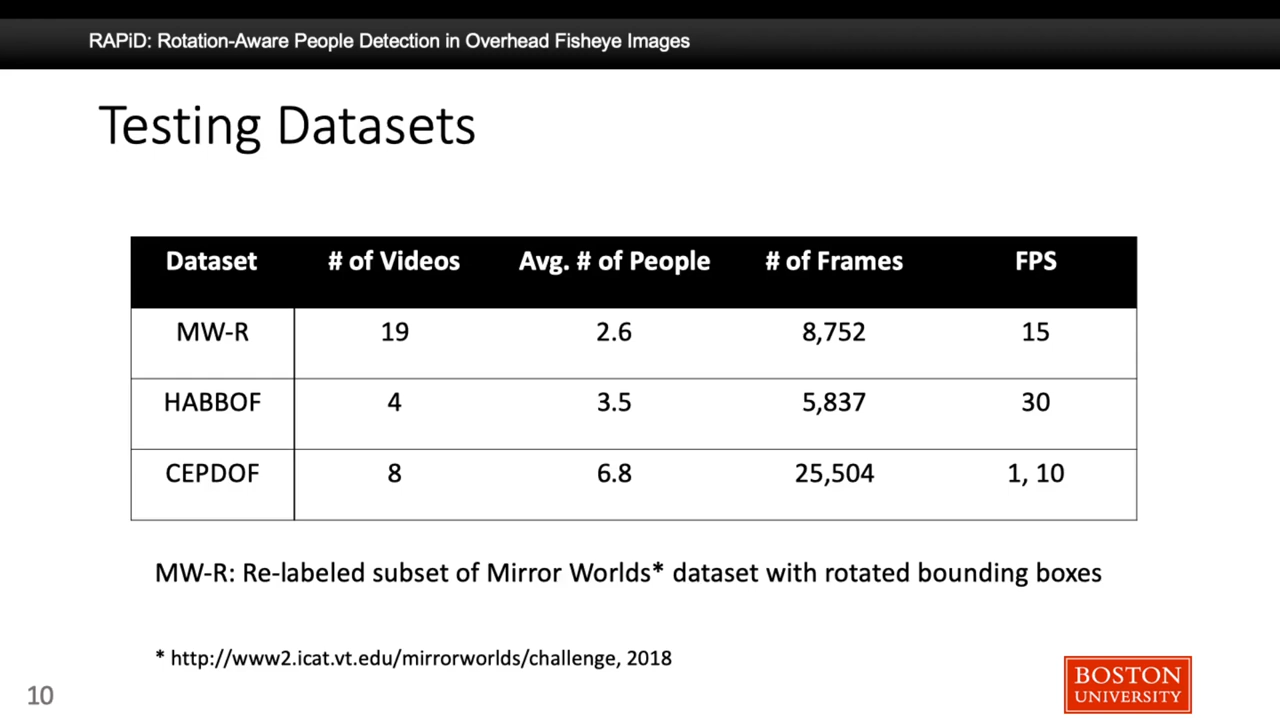 RAPiD: Rotation-Aware People Detection in Overhead Fisheye Images
Testing Datasets
Dataset # of Videos Avg. # of People # of Frames FPS
MW-R 19 2.6 8,752 15
HABBOF 4 3.5 5,837 30
CEPDOF 8 6.8 25,504 1, 10
MW-R: Re-labeled subset of Mirror Worlds* dataset with rotated bounding boxes
* http://www2.icat.vt.edu/mirrorworlds/challenge, 2018
10
BOSTON
UNIVERSITY